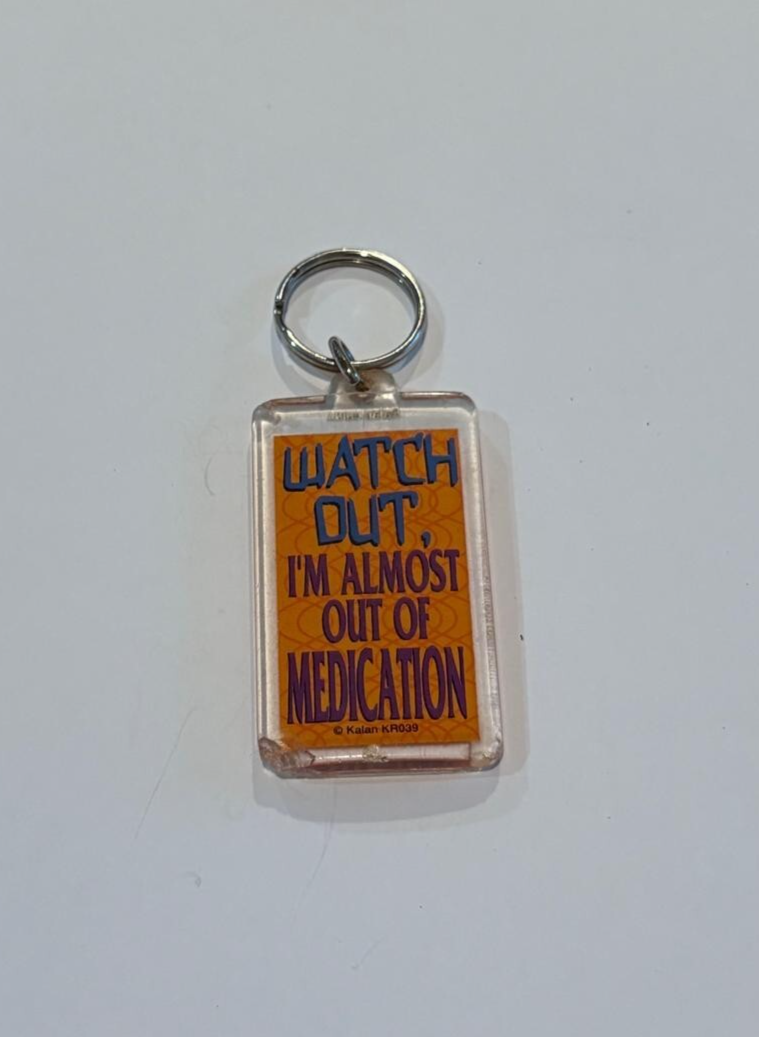 WATCH
OUT,
I'M ALMOST
OUT OF
MEDICATION
© Kalan KR039